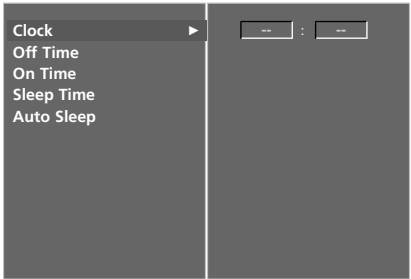 Clock ► -- : --
Off Time
On Time
Sleep Time
Auto Sleep